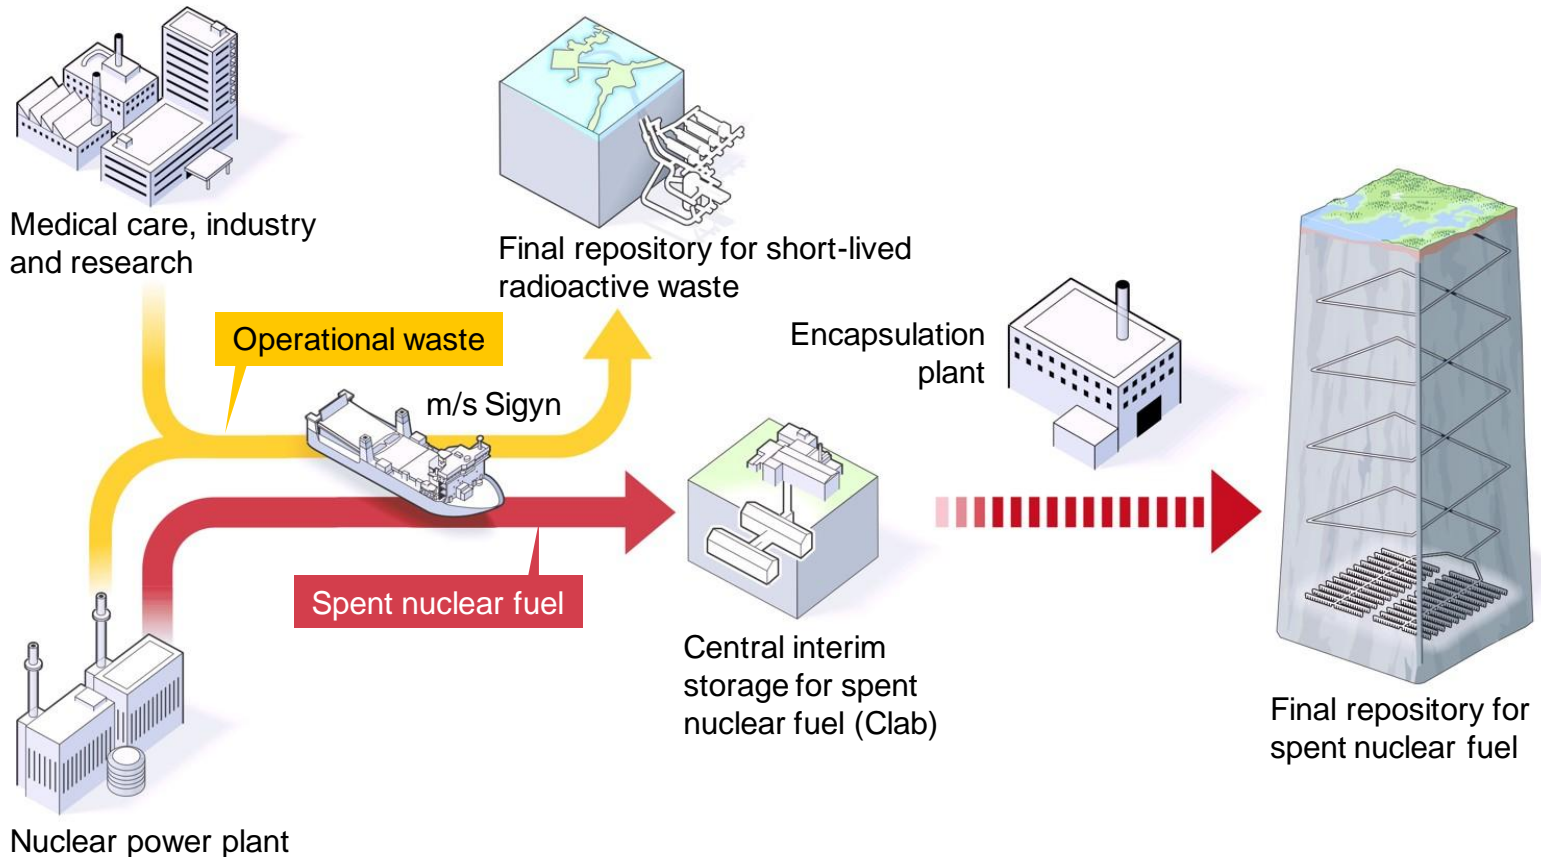 Medical care, industry
and research
Final repository for short-lived
radioactive waste
Operational waste
m/s Sigyn
Encapsulation
plant
Spent nuclear fuel
Central interim
storage for spent
nuclear fuel (Clab)
Final repository for
spent nuclear fuel
Nuclear power plant